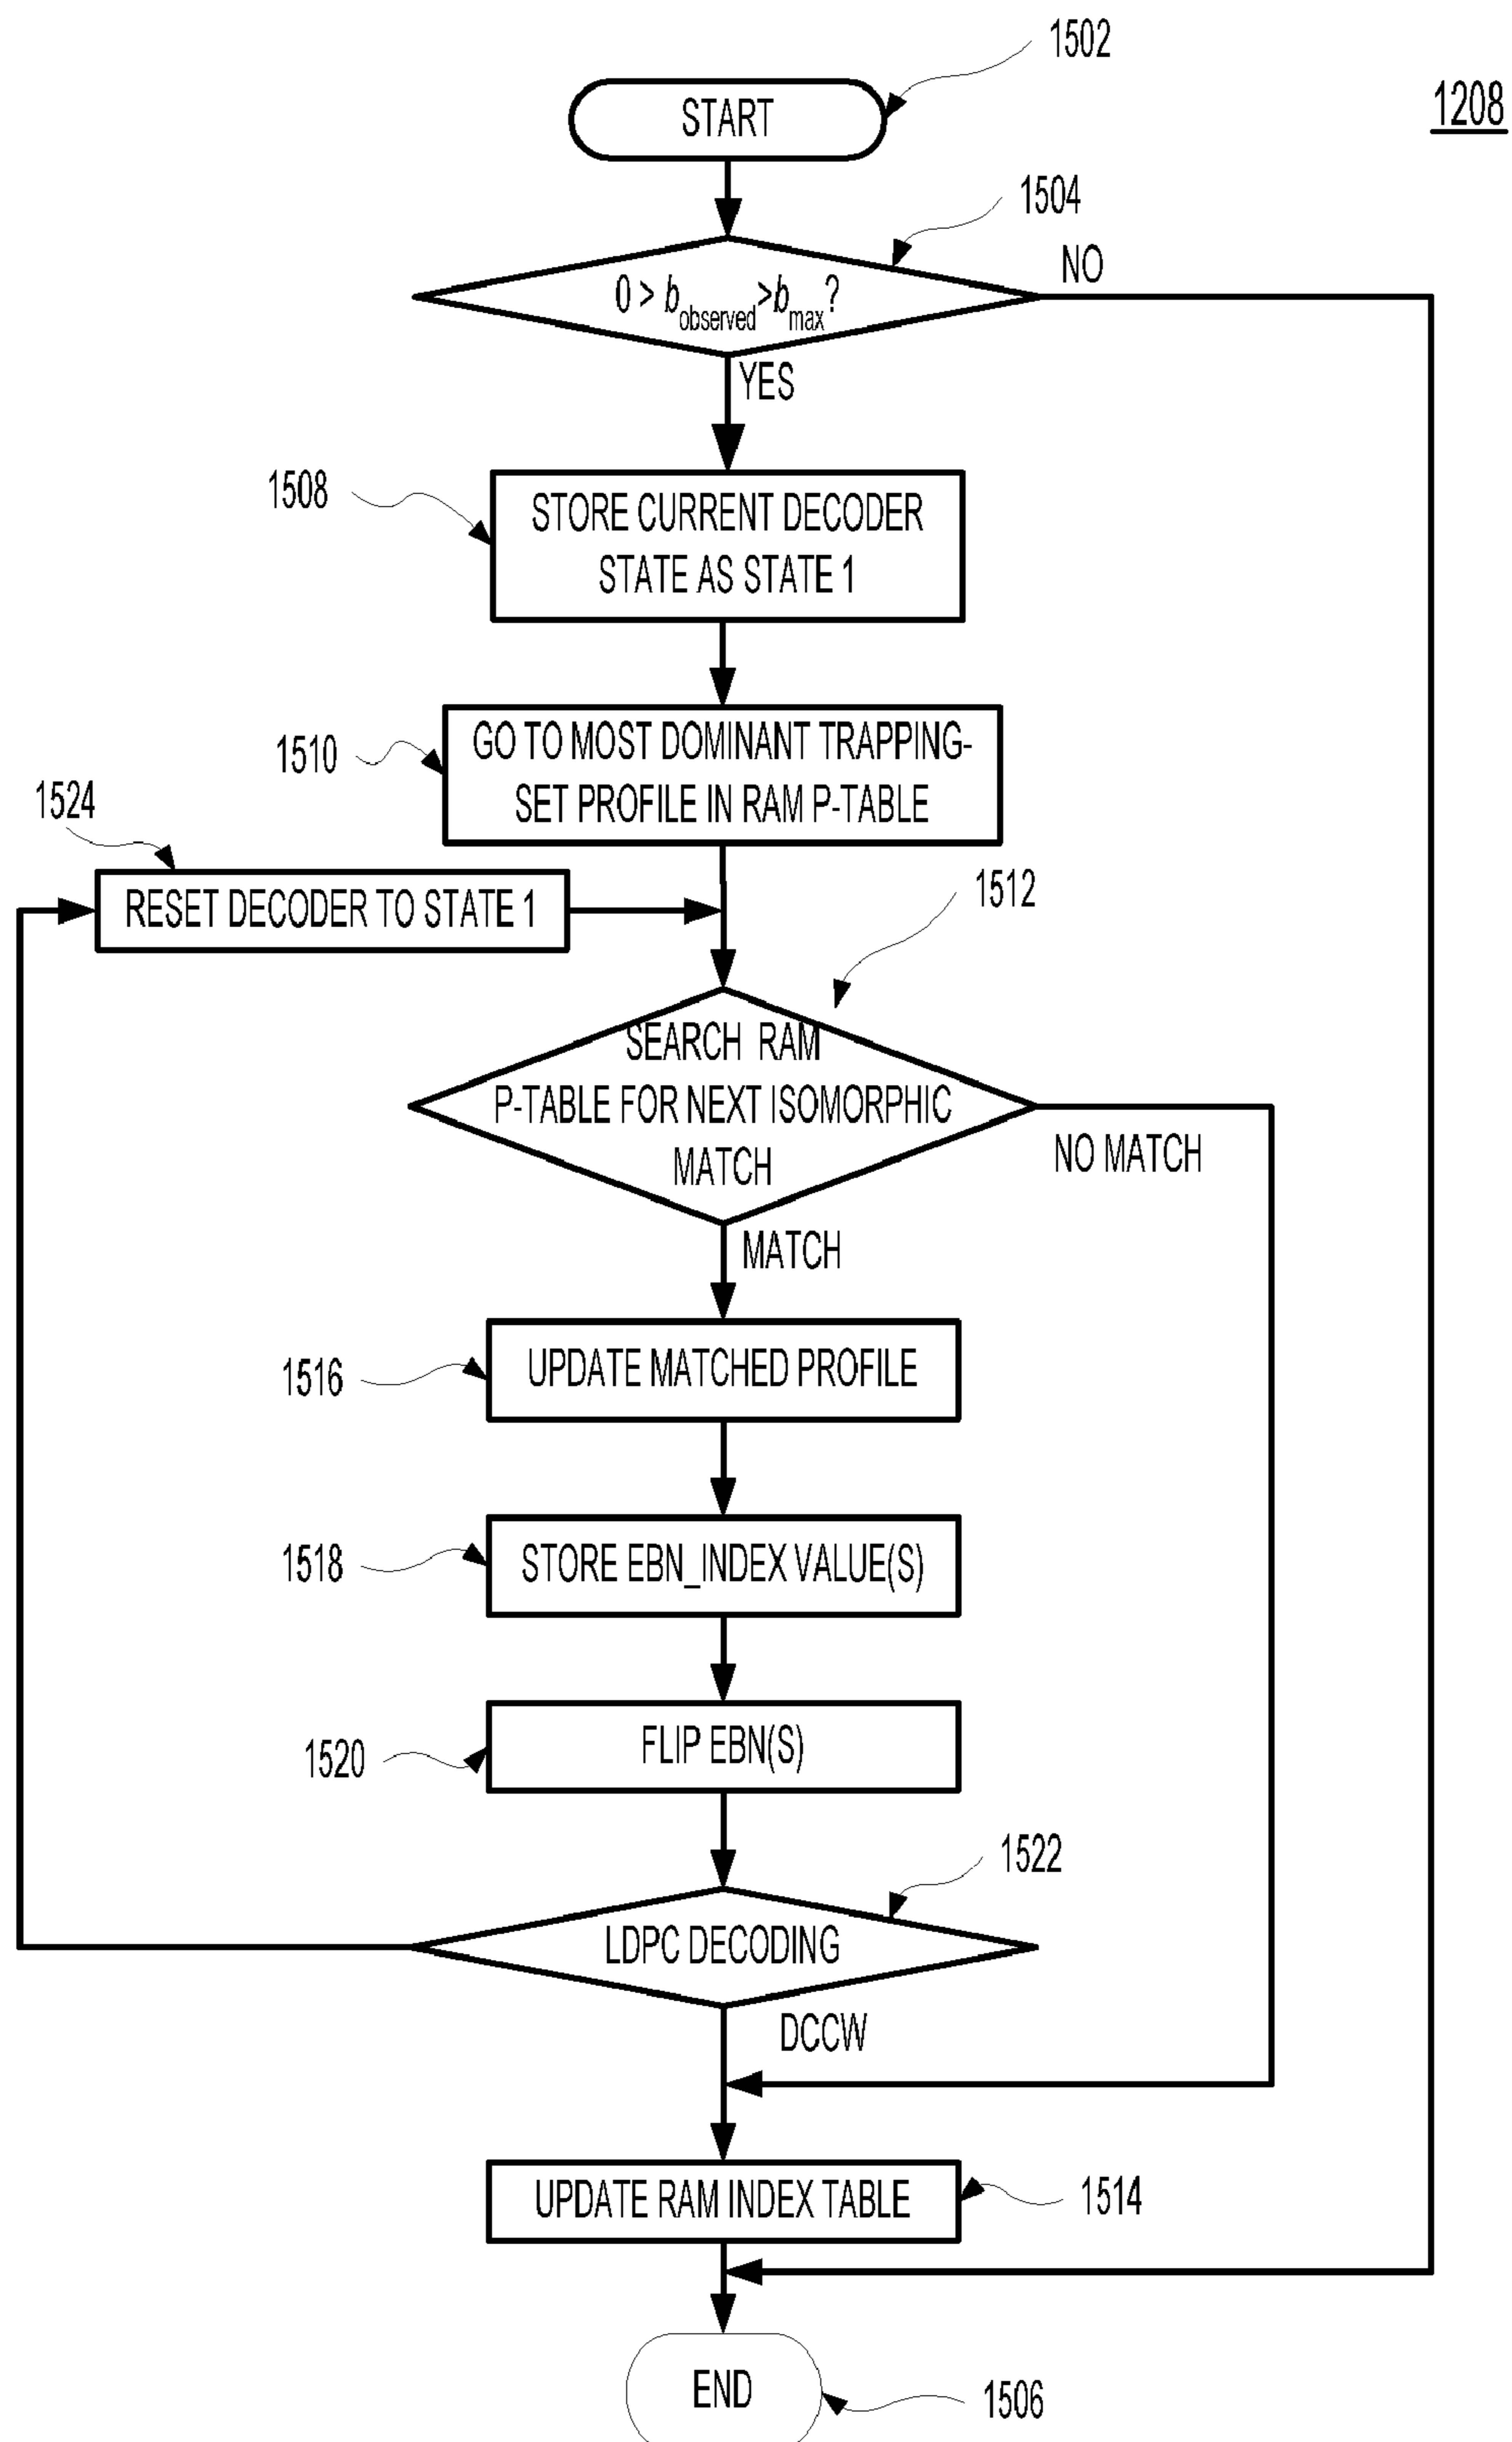 1502
1208
START
1504
NO
0 > b observed >b max ?
YES
1508
STORE CURRENT DECODER
STATE AS STATE 1
1510
GO TO MOST DOMINANT TRAPPING-
SET PROFILE IN RAM P-TABLE
1524
RESET DECODER TO STATE 1
1512
SEARCH RAM
P-TABLE FOR NEXT ISOMORPHIC
MATCH
NO MATCH
MATCH
1516
UPDATE MATCHED PROFILE
1518
STORE EBN_INDEX VALUE(S)
1520
FLIP EBN(S)
1522
LDPC DECODING
DCCW
UPDATE RAM INDEX TABLE
1514
END
1506